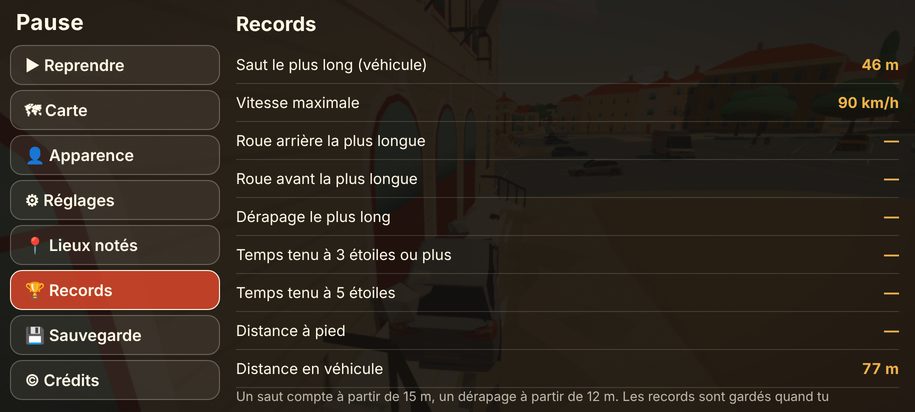 Pause
▶ Reprendre
🗺 Carte
👤 Apparence
⚙ Réglages
📍 Lieux notés
🏆 Records
💾 Sauvegarde
© Crédits
Records
Saut le plus long (véhicule) 46 m
Vitesse maximale 90 km/h
Roue arrière la plus longue —
Roue avant la plus longue —
Dérapage le plus long —
Temps tenu à 3 étoiles ou plus —
Temps tenu à 5 étoiles —
Distance à pied —
Distance en véhicule 77 m
Un saut compte à partir de 15 m, un dérapage à partir de 12 m. Les records sont gardés quand tu